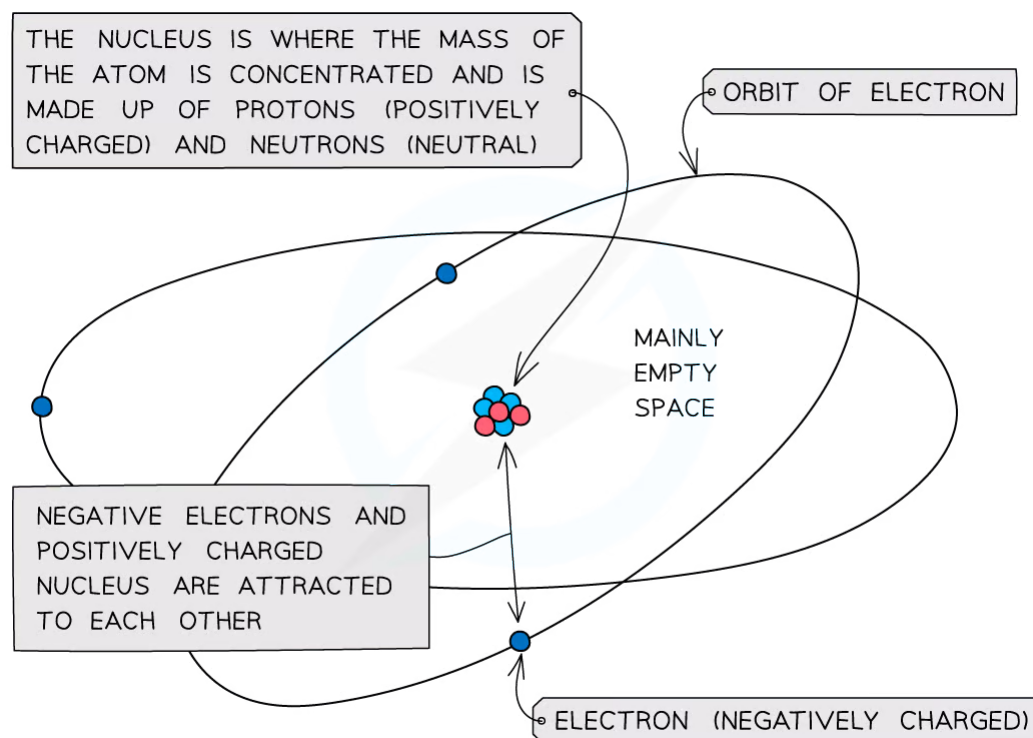 THE NUCLEUS IS WHERE THE MASS OF
THE ATOM IS CONCENTRATED AND IS
MADE UP OF PROTONS (POSITIVELY
CHARGED) AND NEUTRONS (NEUTRAL)
ORBIT OF ELECTRON
MAINLY
EMPTY
SPACE
NEGATIVE ELECTRONS AND
POSITIVELY CHARGED
NUCLEUS ARE ATTRACTED
TO EACH OTHER
ELECTRON (NEGATIVELY CHARGED)